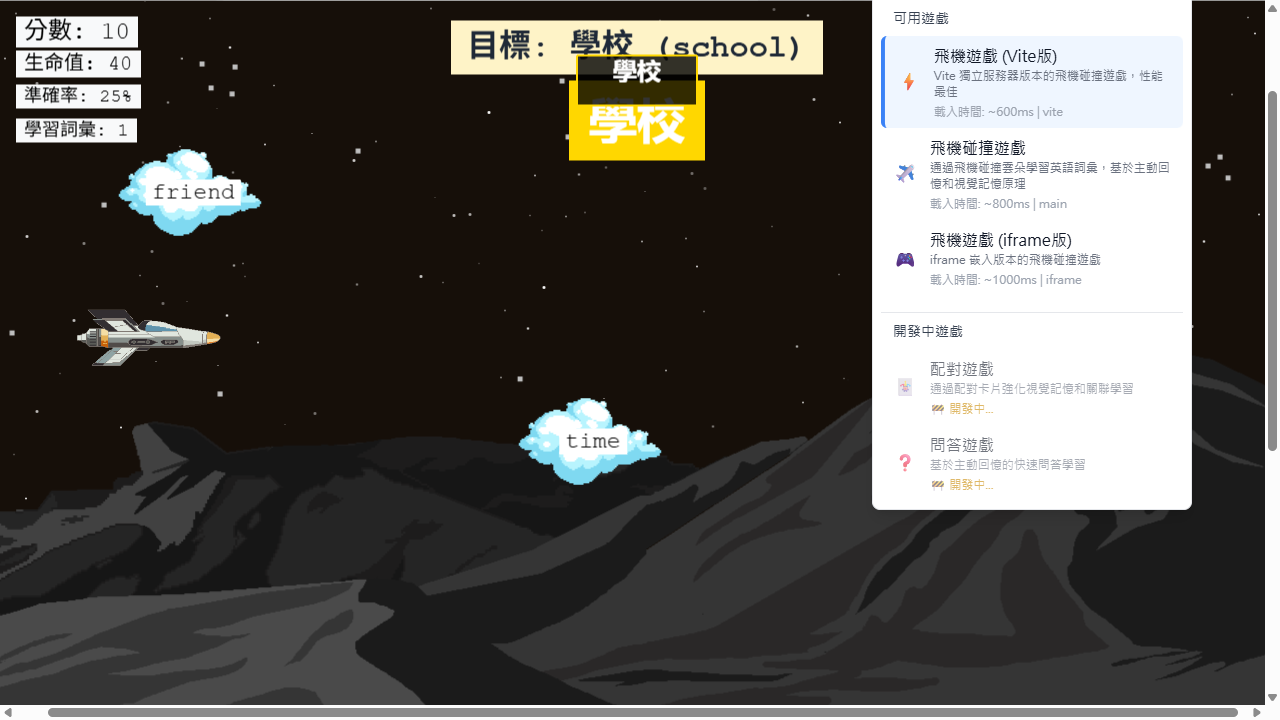 分數: 10
生命值: 40
準確率: 25%
學習詞彙: 1
目標: 學校 (school)
學校
學校
friend
time
可用遊戲
飛機遊戲 (Vite版)
Vite 獨立服務器版本的飛機碰撞遊戲，性能
最佳
載入時間: ~600ms | vite
飛機碰撞遊戲
通過飛機碰撞雲朵學習英語詞彙，基於主動回
憶和視覺記憶原理
載入時間: ~800ms | main
飛機遊戲 (iframe版)
iframe 嵌入版本的飛機碰撞遊戲
載入時間: ~1000ms | iframe
開發中遊戲
配對遊戲
通過配對卡片強化視覺記憶和關聯學習
開發中...
問答遊戲
基於主動回憶的快速問答學習
開發中...